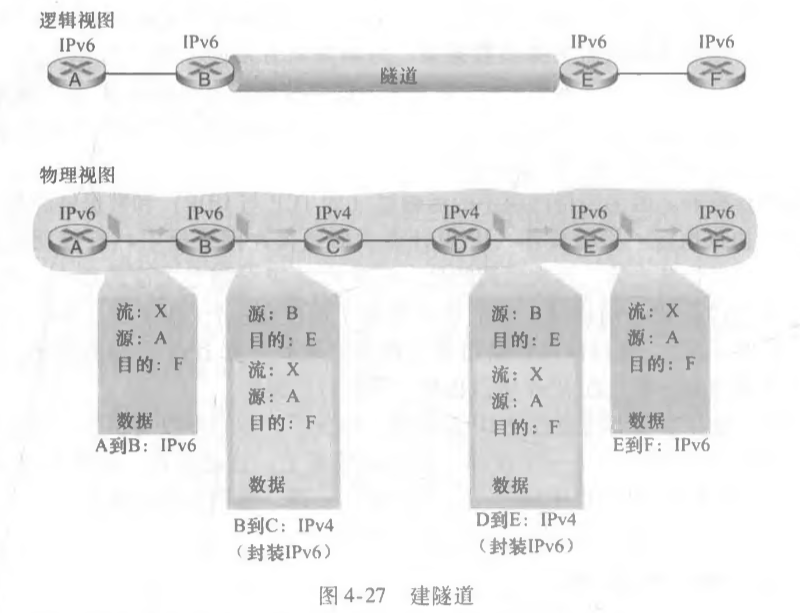 逻辑视图
IPv6 IPv6 IPv6 IPv6
A B 隧道 E F
物理视图
IPv6 IPv6 IPv4 IPv4 IPv6 IPv6
A B C D E F
流：X
源：A
目的：F
数据
A到B：IPv6
源：B
目的：E
流：X
源：A
目的：F
数据
B到C：IPv4
（封装IPv6）
源：B
目的：E
流：X
源：A
目的：F
数据
D到E：IPv4
（封装IPv6）
流：X
源：A
目的：F
数据
E到F：IPv6
图 4-27 建隧道